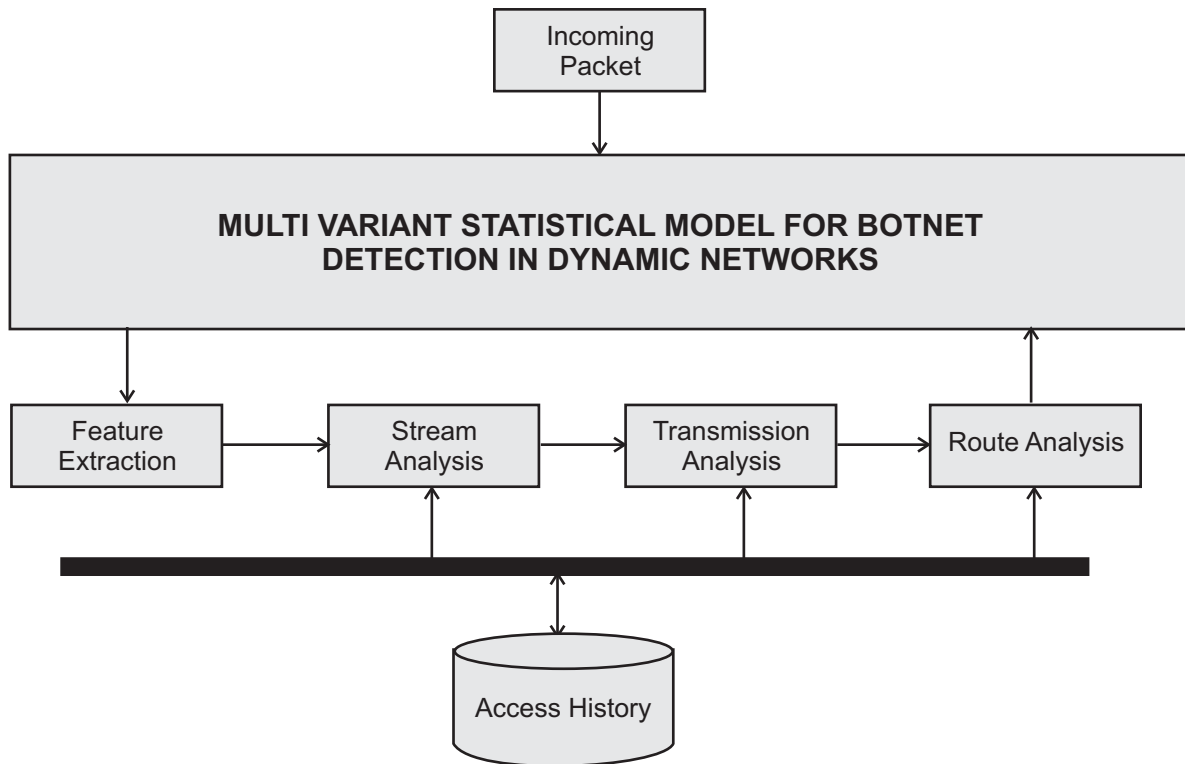 Incoming
Packet
MULTI VARIANT STATISTICAL MODEL FOR BOTNET
DETECTION IN DYNAMIC NETWORKS
Feature
Extraction
Stream
Analysis
Transmission
Analysis
Route Analysis
Access History